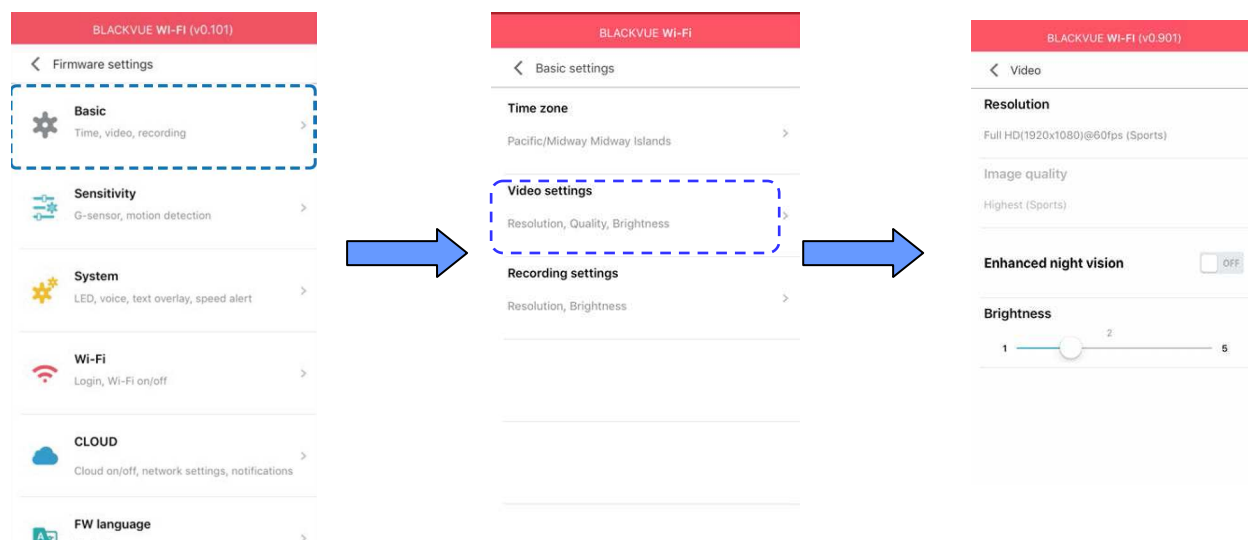 BLACKVUE WI-FI (v0.101)
Firmware settings
Basic
Time, video, recording
Sensitivity
G-sensor, motion detection
System
LED, voice, text overlay, speed alert
Wi-Fi
Login, Wi-Fi on/off
CLOUD
Cloud on/off, network settings, notifications
FW language
BLACKVUE Wi-Fi
Basic settings
Time zone
Pacific/Midway Midway Islands
Video settings
Resolution, Quality, Brightness
Recording settings
Resolution, Brightness
BLACKVUE WI-FI (v0.901)
Video
Resolution
Full HD(1920x1080)@60fps (Sports)
Image quality
Highest (Sports)
Enhanced night vision
OFF
Brightness
2
1 5